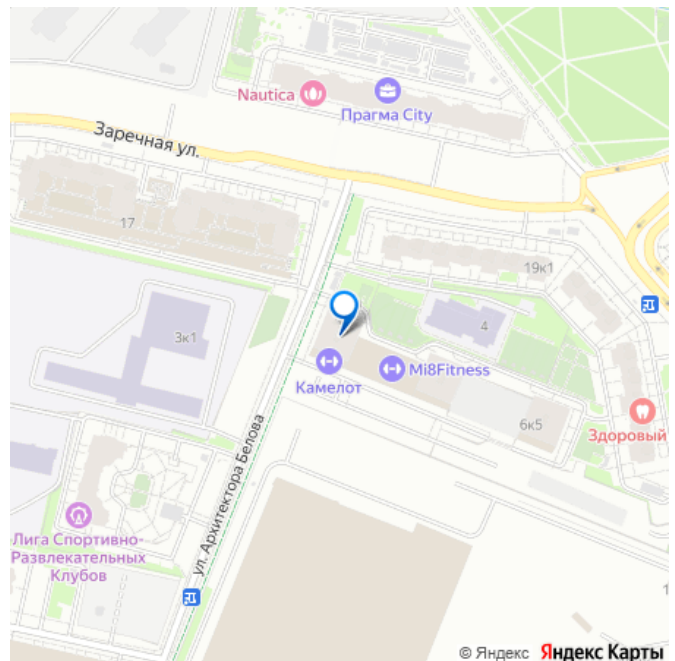 Nautica
Прагма City
Заречная ул.
17
19к1
3к1
4
Камелот
Mi8Fitness
6к5
Здоровый
ул. Архитектора Белова
Лига Спортивно-
Развлекательных
Клубов
1
© Яндекс Яндекс Карты